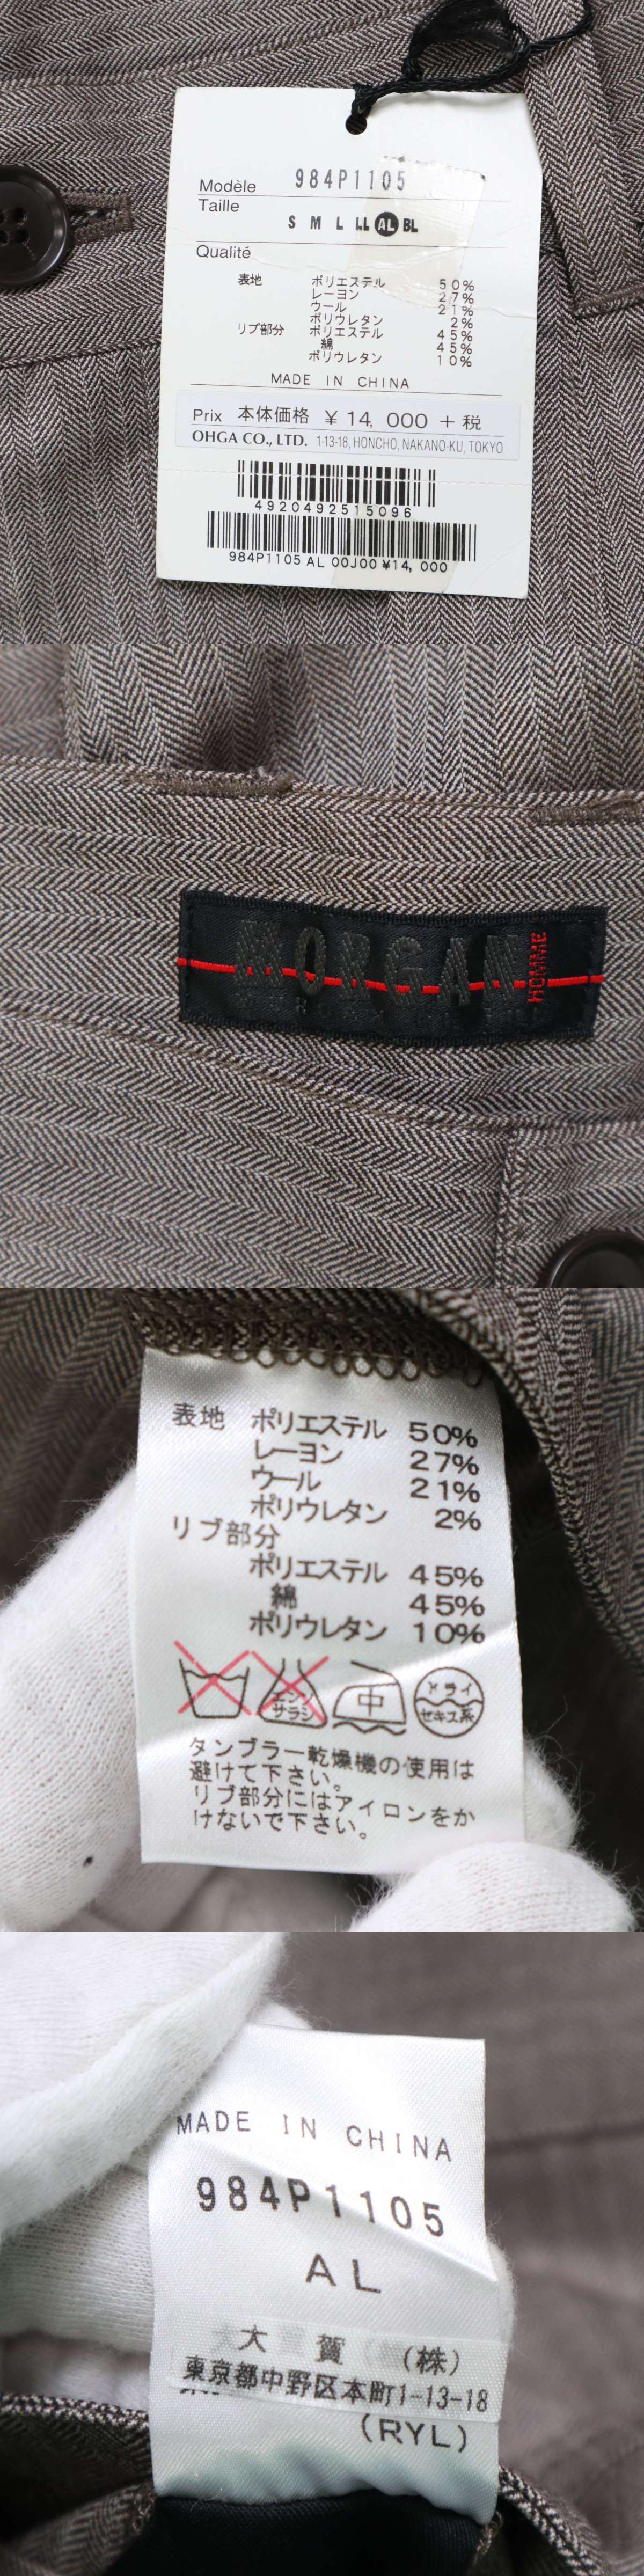 Modèle 984P1105
Taille
S M L LL AL BL
Qualité
表地 ポリエステル 50%
レーヨン 27%
ウール 21%
ポリウレタン 2%
リブ部分 ポリエステル 45%
綿 45%
ポリウレタン 10%
MADE IN CHINA
Prix 本体価格 ¥14,000+税
OHGA CO., LTD. 1-13-18, HONCHO, NAKANO-KU, TOKYO
4920492515096
984P1105 AL 00J00 ¥14,000
MORGAN HOMME
表地 ポリエステル 50%
レーヨン 27%
ウール 21%
ポリウレタン 2%
リブ部分
ポリエステル 45%
綿 45%
ポリウレタン 10%
エンソ サラシ 中 ドライ セキユ系
タンブラー乾燥機の使用は
避けて下さい。
リブ部分にはアイロンをか
けないで下さい。
MADE IN CHINA
984P1105
AL
大賀(株)
東京都中野区本町1-13-18
(RYL)